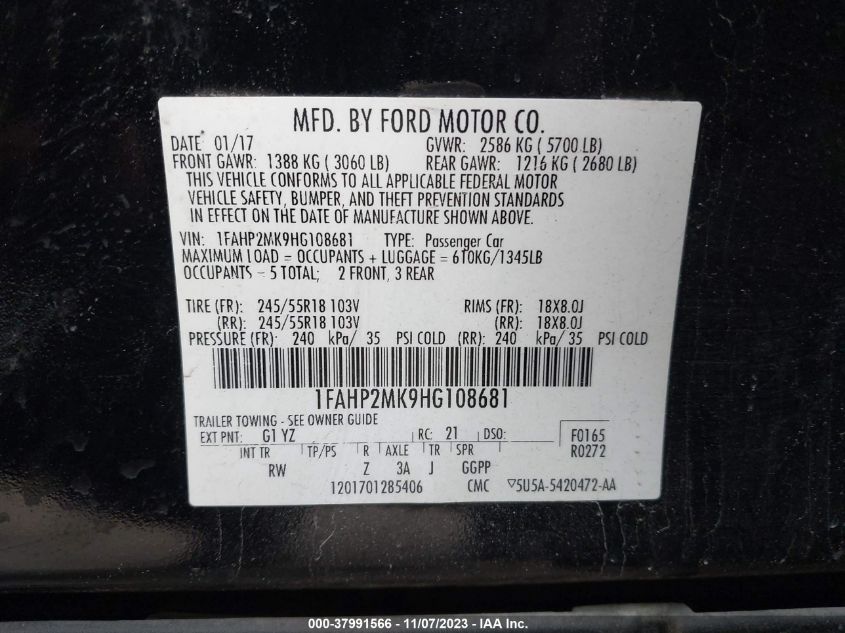 MFD. BY FORD MOTOR CO.
DATE* 01/17 GVWR: 2586 KG ( 5700 LB)
FRONT GAWR: 1388 KG ( 3060 LB) REAR GAWR: 1216 KG ( 2680 LB)
THIS VEHICLE CONFORMS TO ALL APPLICABLE FEDERAL MOTOR
VEHICLE SAFETY, BUMPER, AND THEFT PREVENTION STANDARDS
IN EFFECT ON THE DATE OF MANUFACTURE SHOWN ABOVE.
VIN: 1FAHP2MK9HG108681 TYPE: Passenger Car
MAXIMUM LOAD = OCCUPANTS + LUGGAGE = 610KG/1345LB
OCCUPANTS = 5 TOTAL; 2 FRONT, 3 REAR
TIRE (FR): 245/55R18 103V RIMS (FR): 18X8.0J
(RR): 245/55R18 103V (RR): 18X8.0J
PRESSURE (FR): 240 kPa/ 35 PSI COLD (RR): 240 kPa/ 35 PSI COLD
1FAHP2MK9HG108681
TRAILER TOWING - SEE OWNER GUIDE
EXT PNT: G1 YZ RC: 21 DSO: F0165
INT TR TP/PS R AXLE TR SPR R0272
RW Z 3A J GGPP
1201701285406 CMC ▽5U5A-5420472-AA
000-37991566 - 11/07/2023 - IAA Inc.